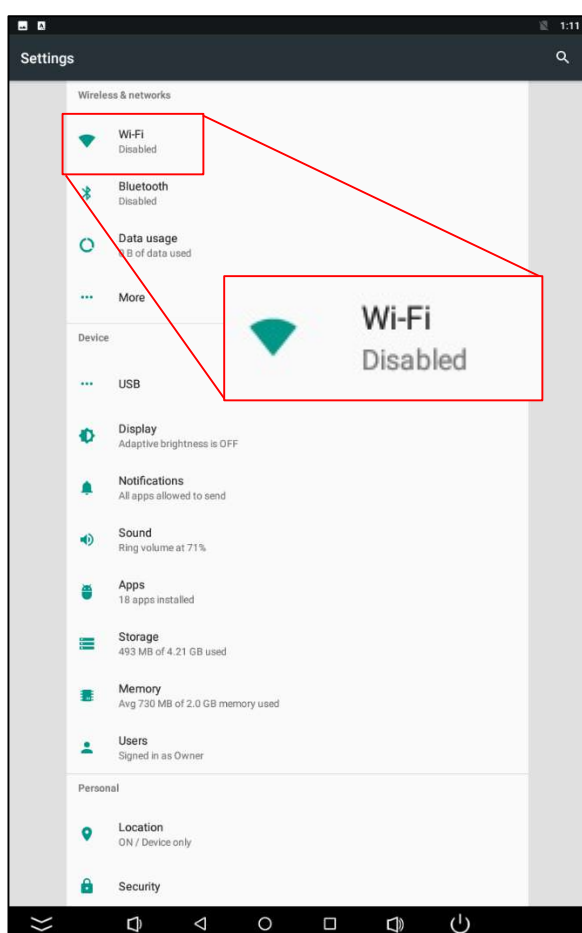 1:11
Settings
Wireless & networks
Wi-Fi
Disabled
Bluetooth
Disabled
Data usage
0 B of data used
More
Wi-Fi
Disabled
Device
USB
Display
Adaptive brightness is OFF
Notifications
All apps allowed to send
Sound
Ring volume at 71%
Apps
18 apps installed
Storage
493 MB of 4.21 GB used
Memory
Avg 730 MB of 2.0 GB memory used
Users
Signed in as Owner
Personal
Location
ON / Device only
Security